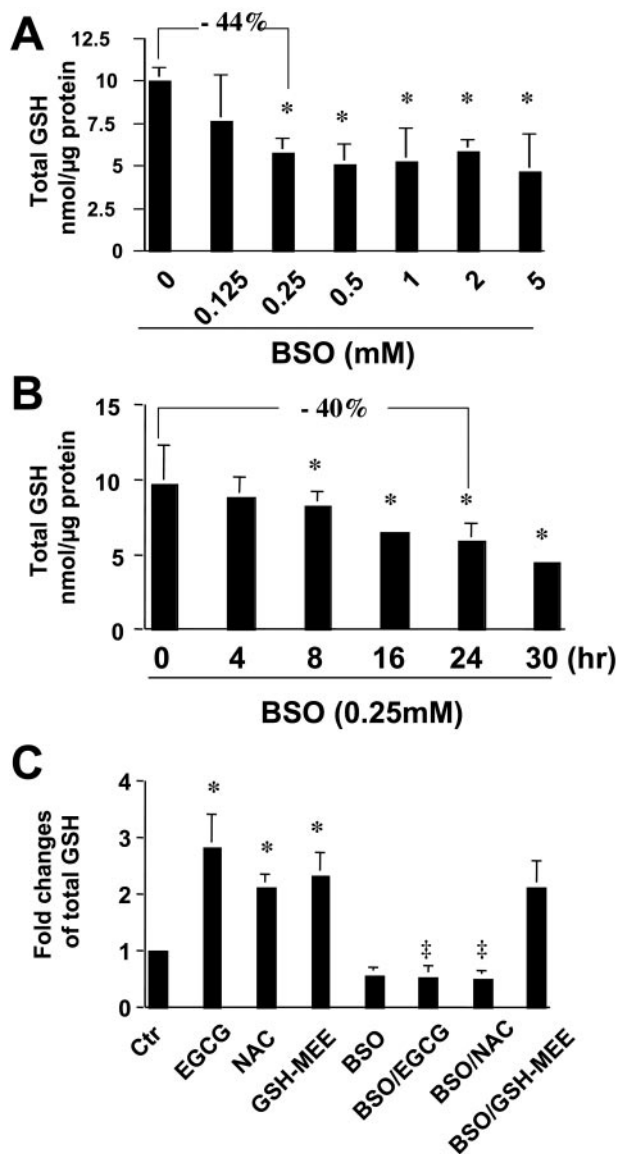 A
- 44%
12.5
10
7.5
5
2.5
0
Total GSH
nmol/µg protein
* * * * *
0 0.125 0.25 0.5 1 2 5
BSO (mM)
B
- 40%
15
10
5
0
Total GSH
nmol/µg protein
* * * *
0 4 8 16 24 30 (hr)
BSO (0.25mM)
C
4
3
2
1
0
Fold changes
of total GSH
* * * ‡ ‡
Ctr EGCG NAC GSH-MEE BSO BSO/EGCG BSO/NAC BSO/GSH-MEE